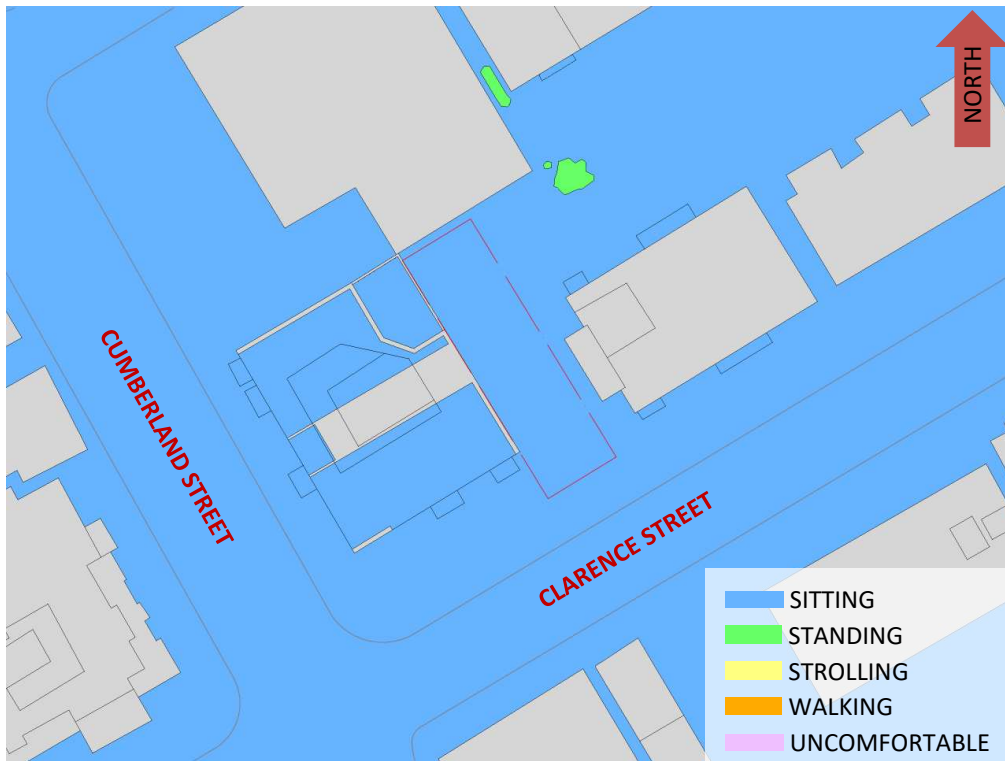 NORTH
CUMBERLAND STREET
CLARENCE STREET
SITTING
STANDING
STROLLING
WALKING
UNCOMFORTABLE